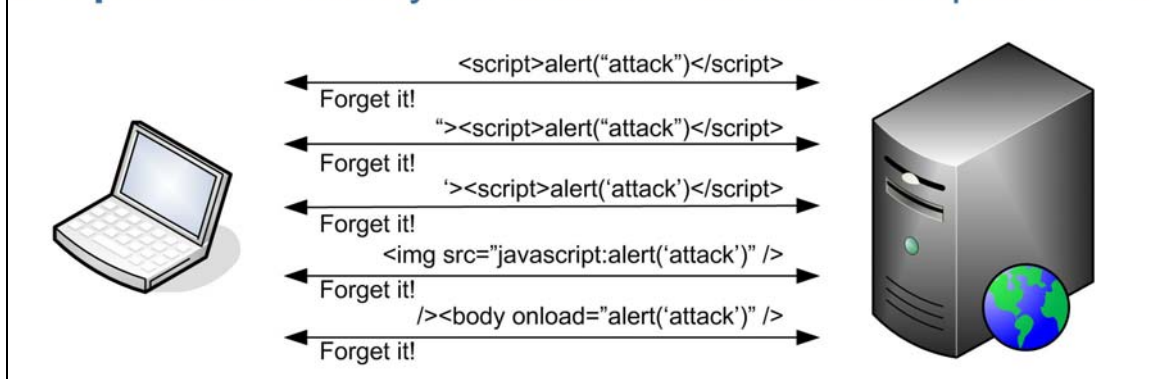 <script>alert(“attack”)</script>
Forget it!
“><script>alert(“attack”)</script>
Forget it!
‘><script>alert(‘attack’)</script>
Forget it!
<img src=”javascript:alert(‘attack’)” />
Forget it!
/><body onload=”alert(‘attack’)” />
Forget it!